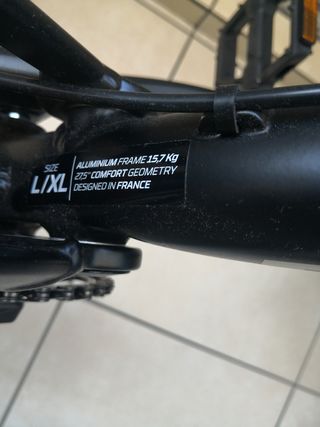 SIZE
L/XL
ALUMINIUM FRAME 15,7 Kg
27,5" COMFORT GEOMETRY
DESIGNED IN FRANCE